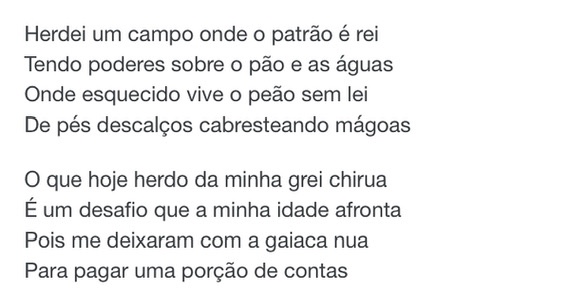 Herdei um campo onde o patrão é rei
Tendo poderes sobre o pão e as águas
Onde esquecido vive o peão sem lei
De pés descalços cabresteando mágoas
O que hoje herdo da minha grei chirua
É um desafio que a minha idade afronta
Pois me deixaram com a gaiaca nua
Para pagar uma porção de contas